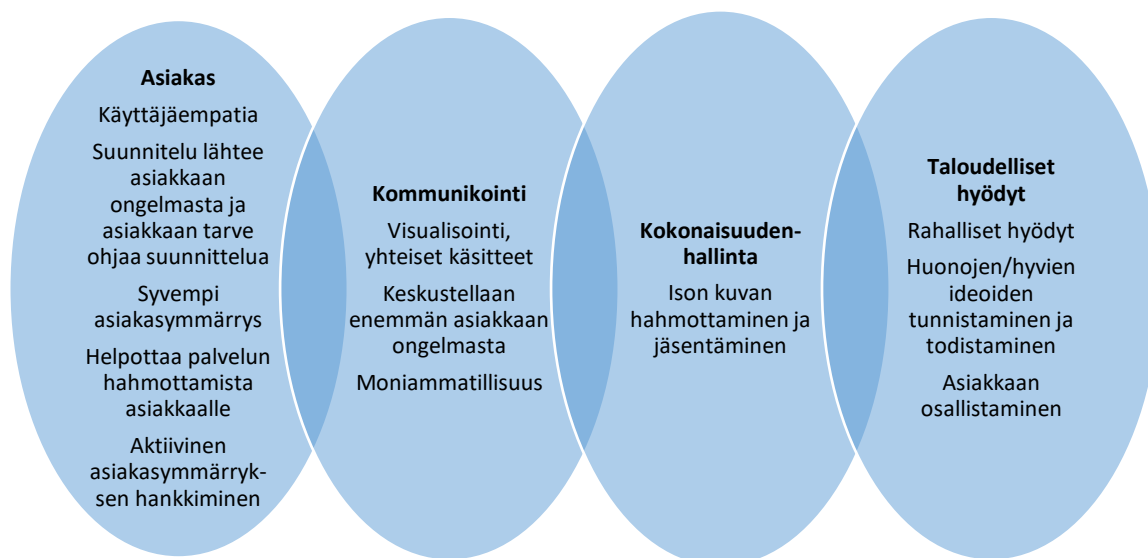 Asiakas
Käyttäjäempatia
Suunnitelu lähtee
asiakkaan
ongelmasta ja
asiakkaan tarve
ohjaa suunnittelua
Syvempi
asiakasymmärrys
Helpottaa palvelun
hahmottamista
asiakkaalle
Aktiivinen
asiakasymmärryk-
sen hankkiminen
Kommunikointi
Visualisointi,
yhteiset käsitteet
Keskustellaan
enemmän asiakkaan
ongelmasta
Moniammatillisuus
Kokonaisuuden-
hallinta
Ison kuvan
hahmottaminen ja
jäsentäminen
Taloudelliset
hyödyt
Rahalliset hyödyt
Huonojen/hyvien
ideoiden
tunnistaminen ja
todistaminen
Asiakkaan
osallistaminen